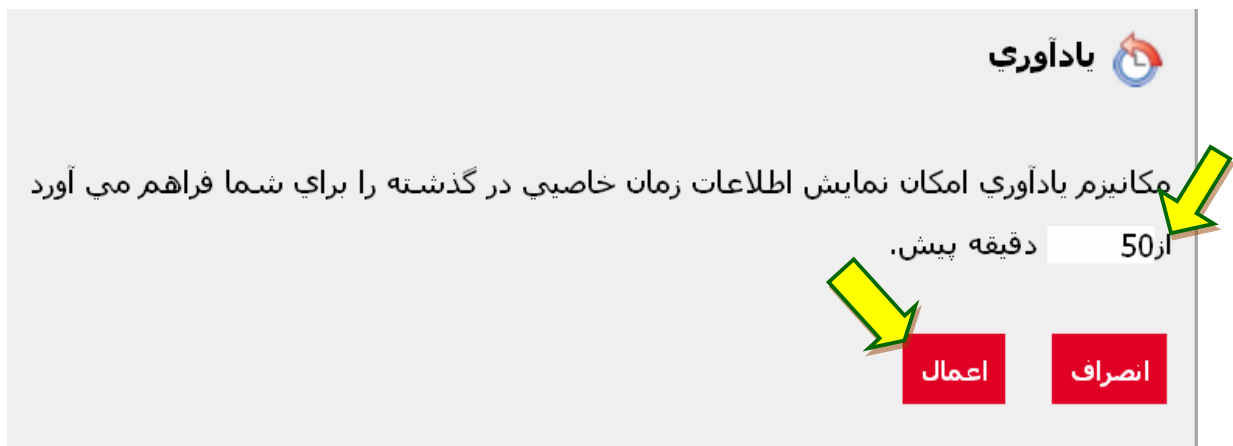 يادآوري
مكانيزم يادآوري امكان نمايش اطلاعات زمان خاصيي در گذشته را براي شما فراهم مي آورد
از50 دقيقه پيش.
انصراف اعمال